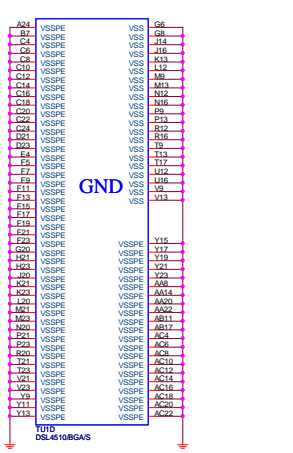 A24 VSSPE VSS G6
B7 VSSPE VSS G8
C4 VSSPE VSS J14
C6 VSSPE VSS J16
C8 VSSPE VSS K13
C10 VSSPE VSS L12
C12 VSSPE VSS M9
C14 VSSPE VSS M13
C16 VSSPE VSS N12
C18 VSSPE VSS N16
C20 VSSPE VSS P9
C22 VSSPE VSS P13
C24 VSSPE VSS R12
D21 VSSPE VSS R16
D23 VSSPE VSS T9
E4 VSSPE VSS T13
F5 VSSPE VSS T17
F7 VSSPE VSS U12
F9 VSSPE VSS U16
F11 VSSPE VSS V9
F13 VSSPE VSS V13
GND
F15 VSSPE
F17 VSSPE
F19 VSSPE
F21 VSSPE
F23 VSSPE VSSPE Y15
G20 VSSPE VSSPE Y17
H21 VSSPE VSSPE Y19
H23 VSSPE VSSPE Y21
J20 VSSPE VSSPE Y23
K21 VSSPE VSSPE AA8
K23 VSSPE VSSPE AA14
L20 VSSPE VSSPE AA20
M21 VSSPE VSSPE AA22
M23 VSSPE VSSPE AB11
N20 VSSPE VSSPE AB17
P21 VSSPE VSSPE AC4
P23 VSSPE VSSPE AC6
R20 VSSPE VSSPE AC8
T21 VSSPE VSSPE AC10
T23 VSSPE VSSPE AC12
V21 VSSPE VSSPE AC14
V23 VSSPE VSSPE AC16
Y9 VSSPE VSSPE AC18
Y11 VSSPE VSSPE AC20
Y13 VSSPE VSSPE AC22
TU1D
DSL4510/BGA/S